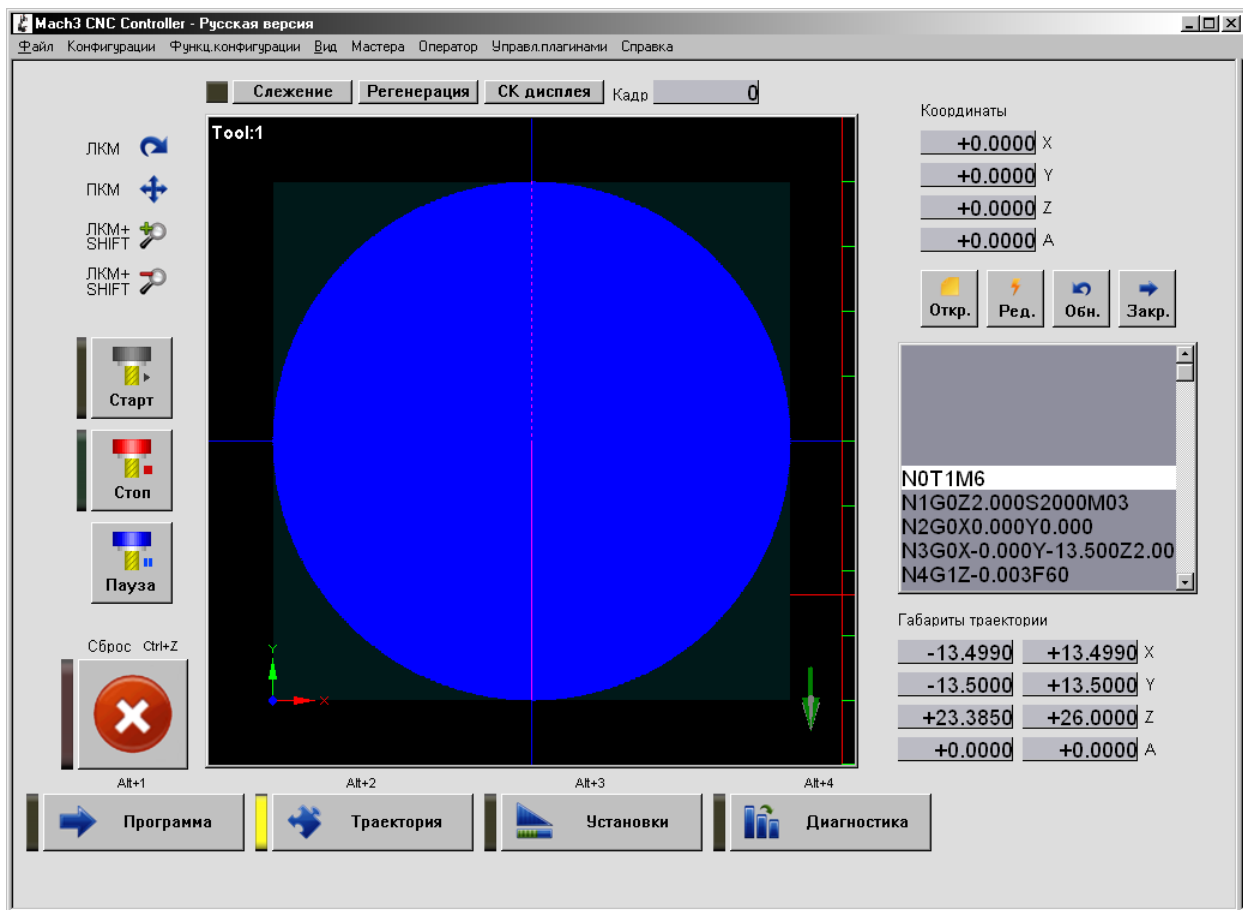 Mach3 CNC Controller - Русская версия
Файл Конфигурации Функц.конфигурации Вид Мастера Оператор Управл.плагинами Справка
Слежение Регенерация СК дисплея Кадр 0
Tool:1
ЛКМ
ПКМ
ЛКМ+
SHIFT
ЛКМ+
SHIFT
Старт
Стоп
Пауза
Сброс Ctrl+Z
Y
X
Координаты
+0.0000 X
+0.0000 Y
+0.0000 Z
+0.0000 A
Откр. Ред. Обн. Закр.
N0T1M6
N1G0Z2.000S2000M03
N2G0X0.000Y0.000
N3G0X-0.000Y-13.500Z2.00
N4G1Z-0.003F60
Габариты траектории
-13.4990 +13.4990 X
-13.5000 +13.5000 Y
+23.3850 +26.0000 Z
+0.0000 +0.0000 A
Alt+1 Alt+2 Alt+3 Alt+4
Программа Траектория Установки Диагностика